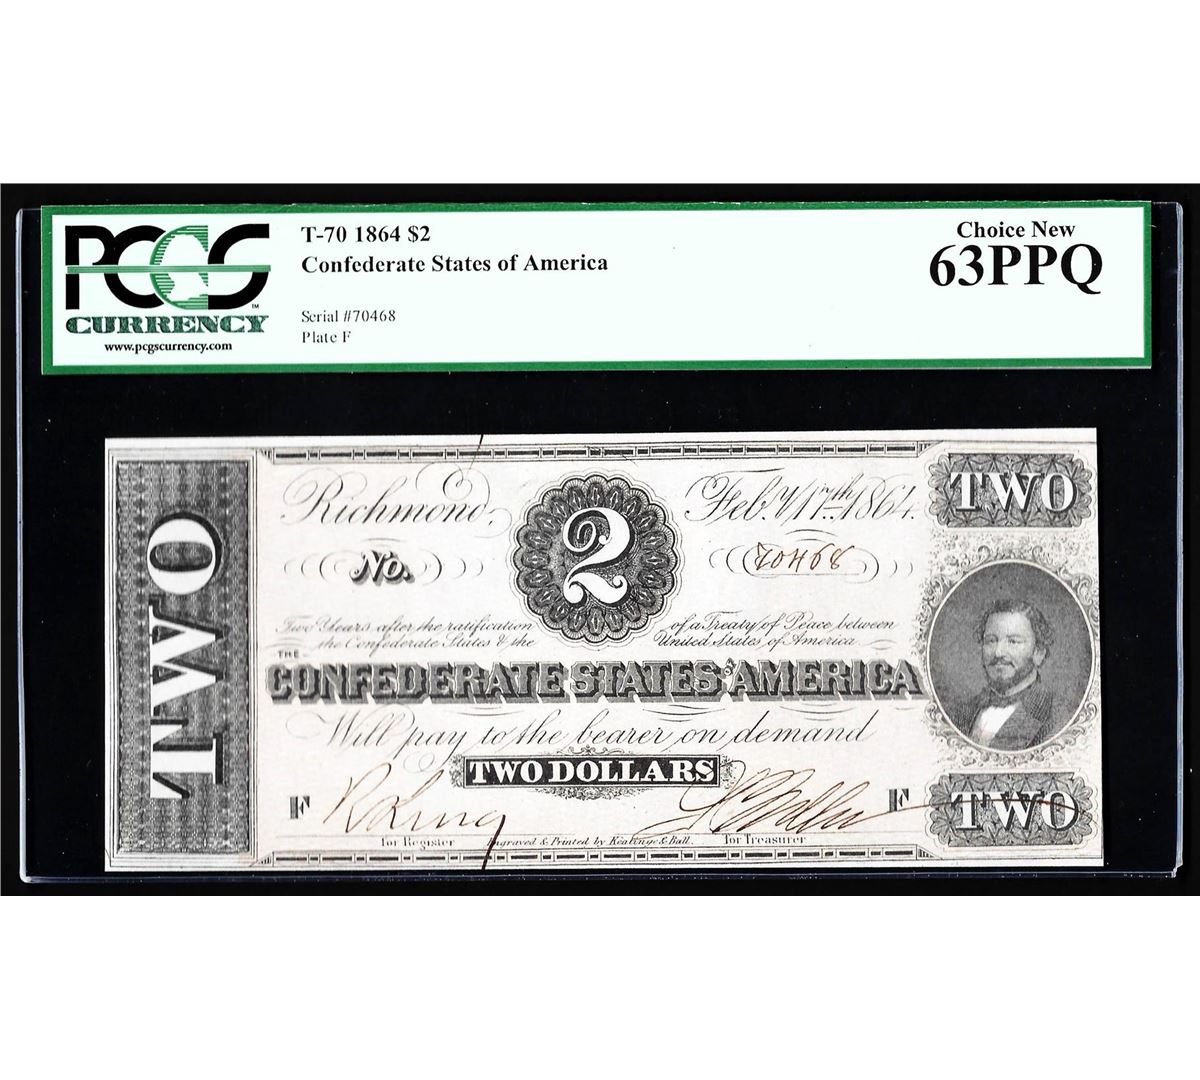 PCGS
CURRENCY
TM
www.pcgscurrency.com
T-70 1864 $2
Confederate States of America
Serial #70468
Plate F
Choice New
63PPQ
TWO
TWO
Richmond, 2 Feby. 17th. 1864.
No. 70468
Two Years after the ratification of a Treaty of Peace between
the Confederate States & the United States of America
THE
CONFEDERATE STATES OF AMERICA
Will pay to the bearer on demand
TWO DOLLARS
F F
TWO
for Register Engraved & Printed by Keatinge & Ball. for Treasurer